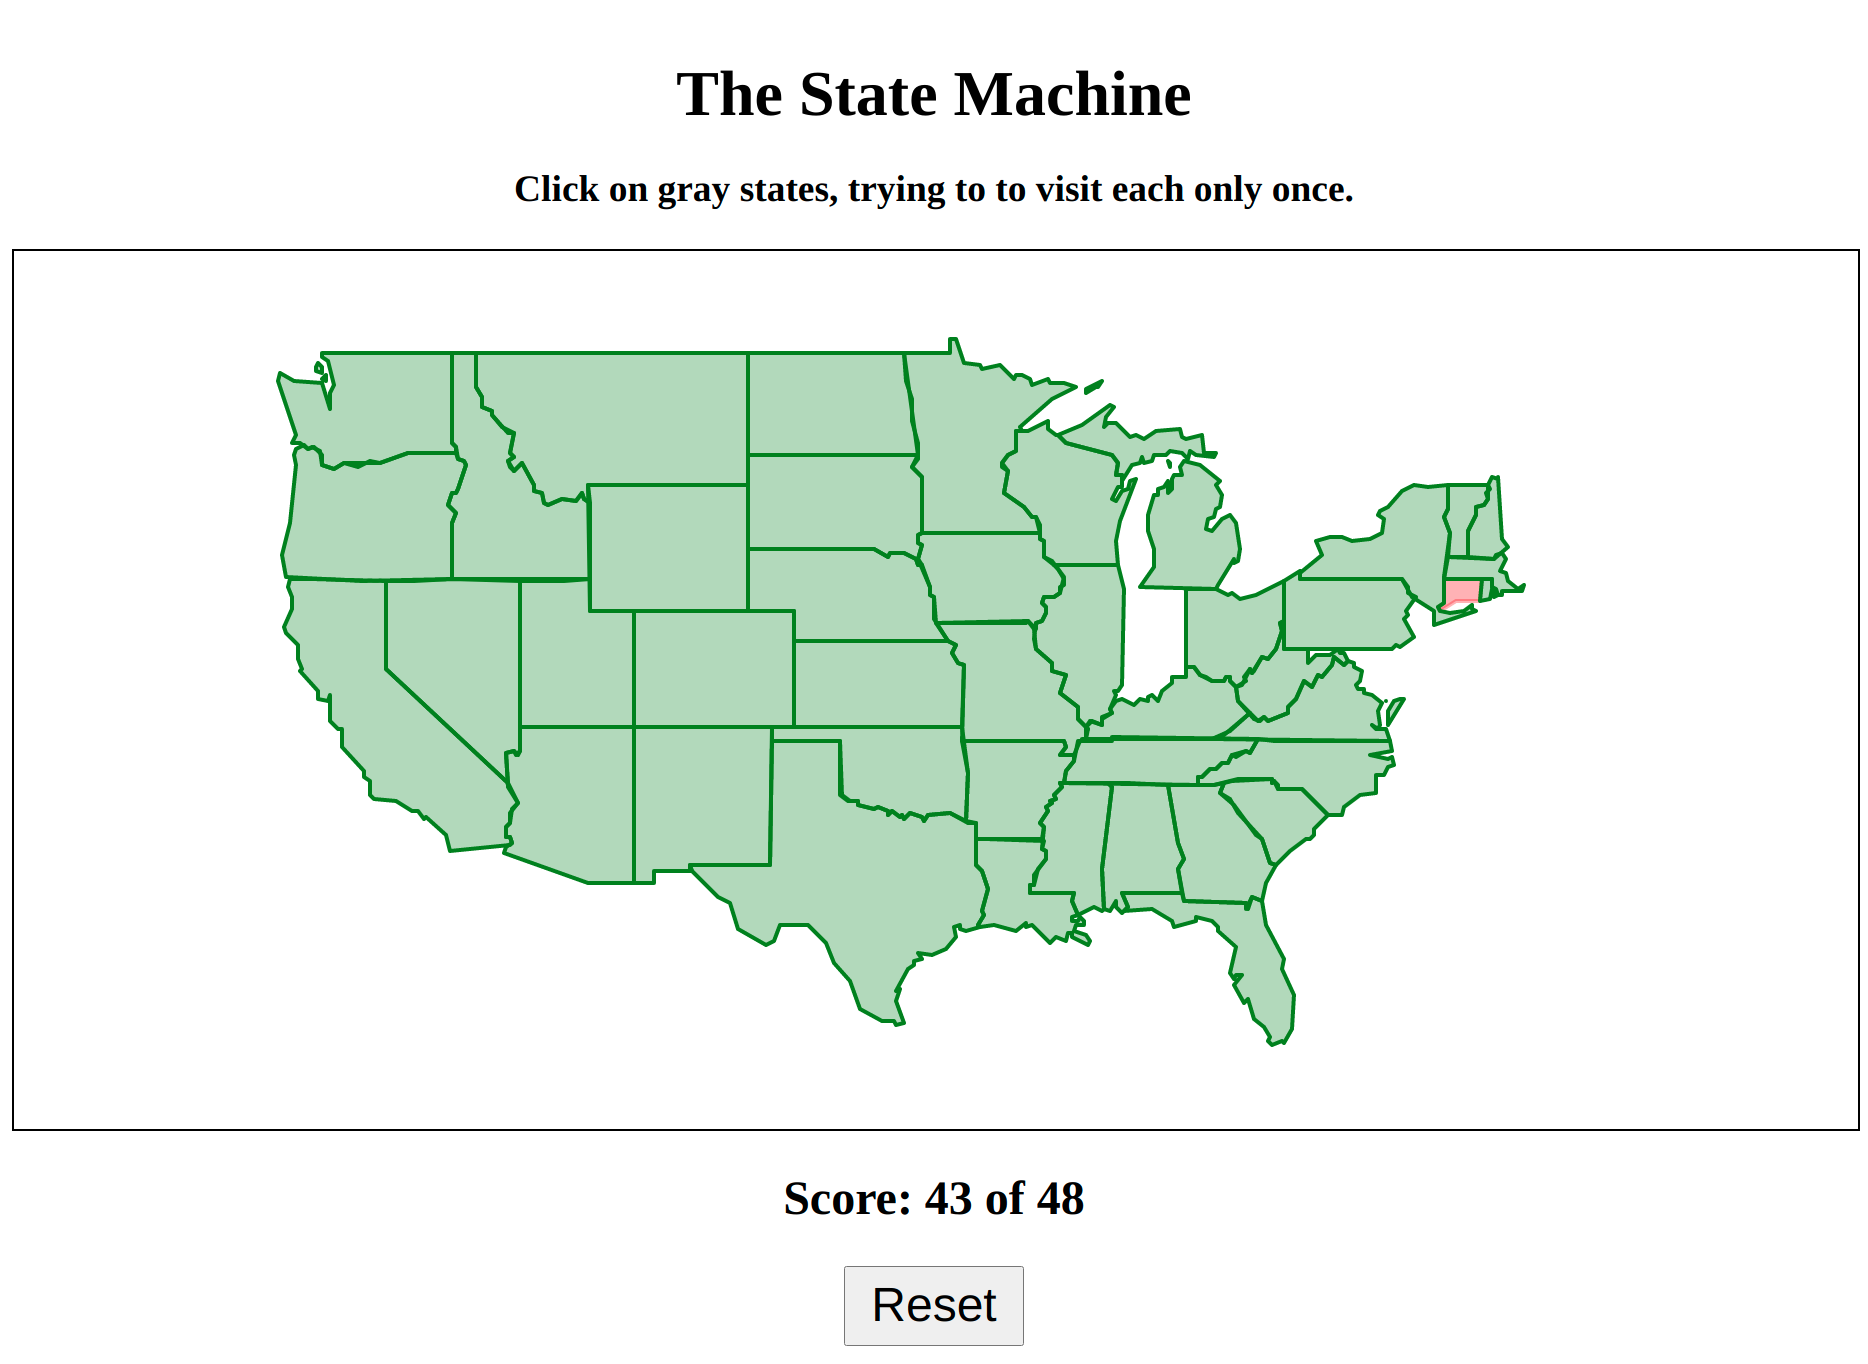 The State Machine
Click on gray states, trying to to visit each only once.
Score: 43 of 48
Reset